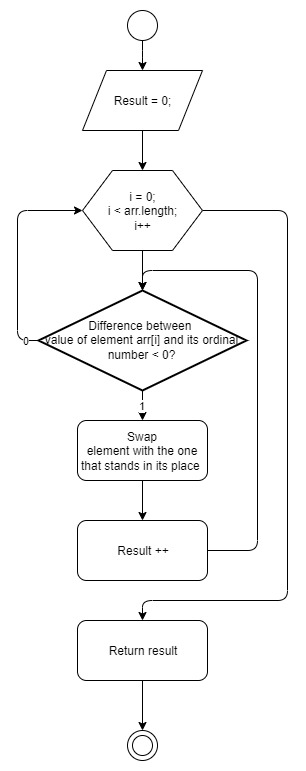 Result = 0;
i = 0;
i < arr.length;
i++
Difference between
value of element arr[i] and its ordinal
number < 0?
0
1
Swap
element with the one
that stands in its place
Result ++
Return result